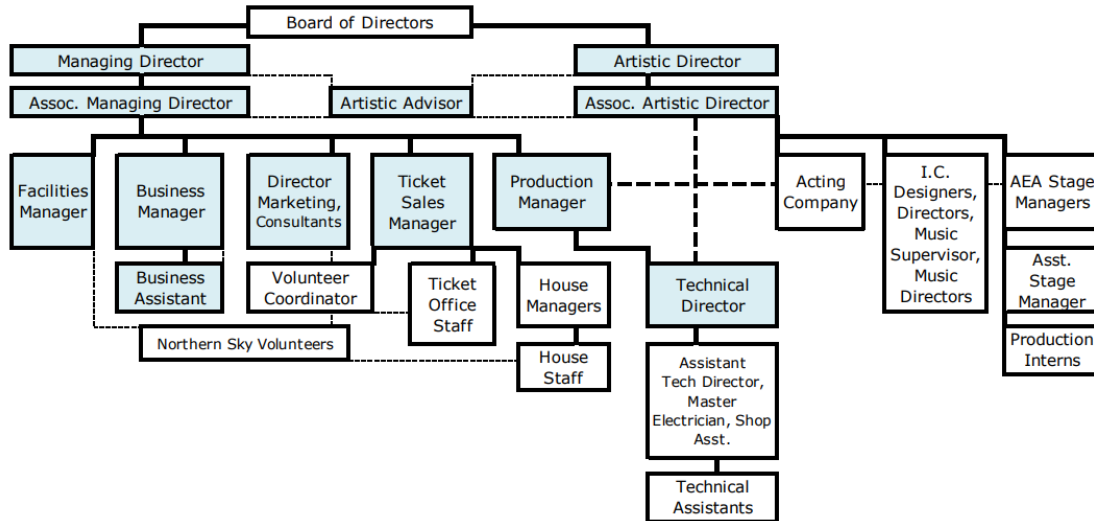 Board of Directors
Managing Director
Artistic Director
Assoc. Managing Director
Artistic Advisor
Assoc. Artistic Director
Facilities
Manager
Business
Manager
Director
Marketing,
Consultants
Ticket
Sales
Manager
Production
Manager
Acting
Company
I.C.
Designers,
Directors,
Music
Supervisor,
Music
Directors
AEA Stage
Managers
Business
Assistant
Volunteer
Coordinator
Ticket
Office
Staff
House
Managers
Technical
Director
Asst.
Stage
Manager
Northern Sky Volunteers
House
Staff
Assistant
Tech Director,
Master
Electrician, Shop
Asst.
Production
Interns
Technical
Assistants